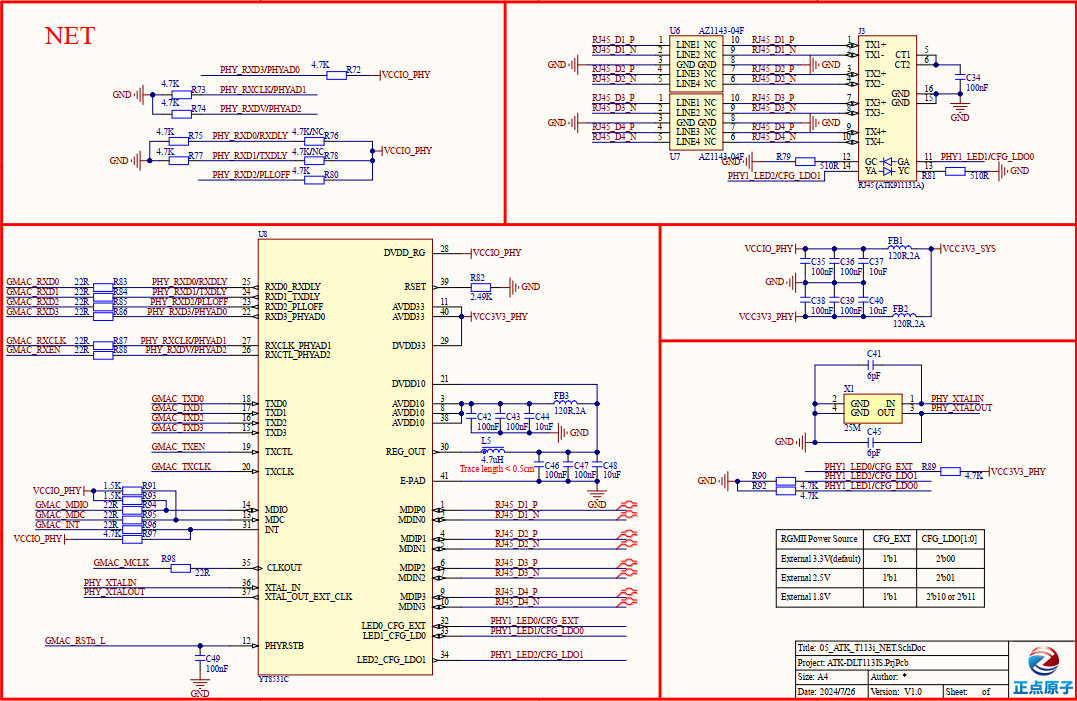 NET
PHY_RXD3/PHYAD0 4.7K R72 VCCIO_PHY
GND 4.7K R73 PHY_RXCLK/PHYAD1
4.7K R74 PHY_RXDV/PHYAD2
4.7K R75 PHY_RXD0/RXDLY 4.7K/NC R76
GND 4.7K R77 PHY_RXD1/TXDLY 4.7K/NC R78 VCCIO_PHY
PHY_RXD2/PLLOFF 4.7K R80
U6 AZ1143-04F
RJ45_D1_P 1 LINE1 NC 10 RJ45_D1_P
RJ45_D1_N 2 LINE2 NC 9 RJ45_D1_N
GND 3 GND GND 8 GND
RJ45_D2_P 4 LINE3 NC 7 RJ45_D2_P
RJ45_D2_N 5 LINE4 NC 6 RJ45_D2_N
RJ45_D3_P 1 LINE1 NC 10 RJ45_D3_P
RJ45_D3_N 2 LINE2 NC 9 RJ45_D3_N
GND 3 GND GND 8 GND
RJ45_D4_P 4 LINE3 NC 7 RJ45_D4_P
RJ45_D4_N 5 LINE4 NC 6 RJ45_D4_N
U7 AZ1143-04F
J3
1 TX1+
2 TX1- CT1 5
CT2 6
3 TX2+
4 TX2-
GND 16
7 TX3+ GND 15
8 TX3-
9 TX4+
10 TX4-
12 GC GA 11
14 YA YC 13
RJ45 (ATK911131A)
C34
100nF
GND
GND R79 510R
PHY1_LED2/CFG_LDO1
PHY1_LED1/CFG_LDO0
R81 510R GND
U8
GMAC_RXD0 22R R83 PHY_RXD0/RXDLY 25 RXD0_RXDLY
GMAC_RXD1 22R R84 PHY_RXD1/TXDLY 24 RXD1_TXDLY
GMAC_RXD2 22R R85 PHY_RXD2/PLLOFF 23 RXD2_PLLOFF
GMAC_RXD3 22R R86 PHY_RXD3/PHYAD0 22 RXD3_PHYAD0
GMAC_RXCLK 22R R87 PHY_RXCLK/PHYAD1 27 RXCLK_PHYAD1
GMAC_RXEN 22R R88 PHY_RXDV/PHYAD2 26 RXCTL_PHYAD2
GMAC_TXD0 18 TXD0
GMAC_TXD1 17 TXD1
GMAC_TXD2 16 TXD2
GMAC_TXD3 15 TXD3
GMAC_TXEN 19 TXCTL
GMAC_TXCLK 20 TXCLK
VCCIO_PHY 1.5K R91
1.5K R93
GMAC_MDIO 22R R94 14 MDIO
GMAC_MDC 22R R95 13 MDC
GMAC_INT 22R R96 31 INT
VCCIO_PHY 4.7K R97
GMAC_MCLK R98 22R 35 CLKOUT
PHY_XTALIN 36 XTAL_IN
PHY_XTALOUT 37 XTAL_OUT_EXT_CLK
GMAC_RSTn_L 12 PHYRSTB
C49
100nF
GND
YT8531C
DVDD_RG 28 VCCIO_PHY
RSET 39 R82 2.49K GND
AVDD33 11
AVDD33 40 VCC3V3_PHY
DVDD33 29
DVDD10 21
AVDD10 3
AVDD10 8
AVDD10 38
FB3
120R,2A
C42 C43 C44
100nF 100nF 10uF GND
REG_OUT 30 L5
4.7uH
Trace length < 0.5cm
C46 C47 C48
100nF 100nF 10uF
E-PAD 41
GND
MDIP0 1 RJ45_D1_P
MDIN0 2 RJ45_D1_N
MDIP1 4 RJ45_D2_P
MDIN1 5 RJ45_D2_N
MDIP2 6 RJ45_D3_P
MDIN2 7 RJ45_D3_N
MDIP3 9 RJ45_D4_P
MDIN3 10 RJ45_D4_N
LED0_CFG_EXT 32 PHY1_LED0/CFG_EXT
LED1_CFG_LD0 33 PHY1_LED1/CFG_LDO0
LED2_CFG_LDO1 34 PHY1_LED2/CFG_LDO1
VCCIO_PHY FB1 VCC3V3_SYS
120R,2A
C35 C36 C37
100nF 100nF 10uF
GND
C38 C39 C40
100nF 100nF 10uF
VCC3V3_PHY FB2
120R,2A
C41
6pF
X1
2 GND IN 1 PHY_XTALIN
4 GND OUT 3 PHY_XTALOUT
25M
C45
GND
6pF
PHY1_LED0/CFG_EXT R89 4.7K VCC3V3_PHY
GND R90 4.7K PHY1_LED2/CFG_LDO1
R92 4.7K PHY1_LED1/CFG_LDO0
RGMII Power Source CFG_EXT CFG_LDO[1:0]
External 3.3V(default) 1'b1 2'b00
External 2.5V 1'b1 2'b01
External 1.8V 1'b1 2'b10 or 2'b11
Title: 05_ATK_T113i_NET.SchDoc
Project: ATK-DLT113IS.PrjPcb
Size: A4 Author: *
Date: 2024/7/26 Version: V1.0 Sheet: of
正点原子